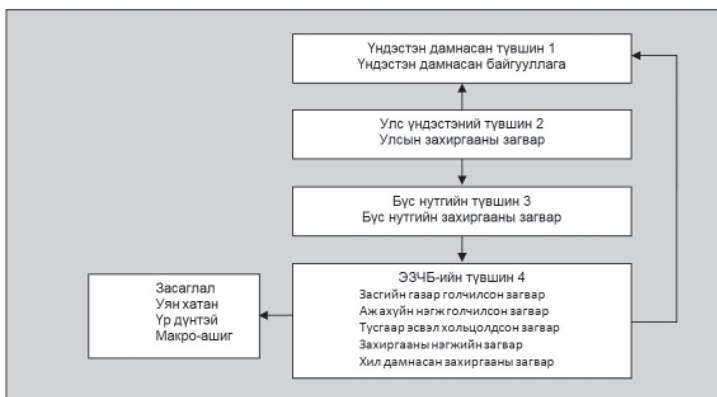 Үндэстэн дамнасан түвшин 1
Үндэстэн дамнасан байгууллага
Улс үндэстэний түвшин 2
Улсын захиргааны загвар
Бүс нутгийн түвшин 3
Бүс нутгийн захиргааны загвар
ЭЗЧБ-ийн түвшин 4
Засгийн газар голчилсон загвар
Аж ахуйн нэгж голчилсон загвар
Тусгаар эсвэл хольцолдсон загвар
Захиргааны нэгжийн загвар
Хил дамнасан захиргааны загвар
Засаглал
Уян хатан
Үр дүнтэй
Макро-ашиг